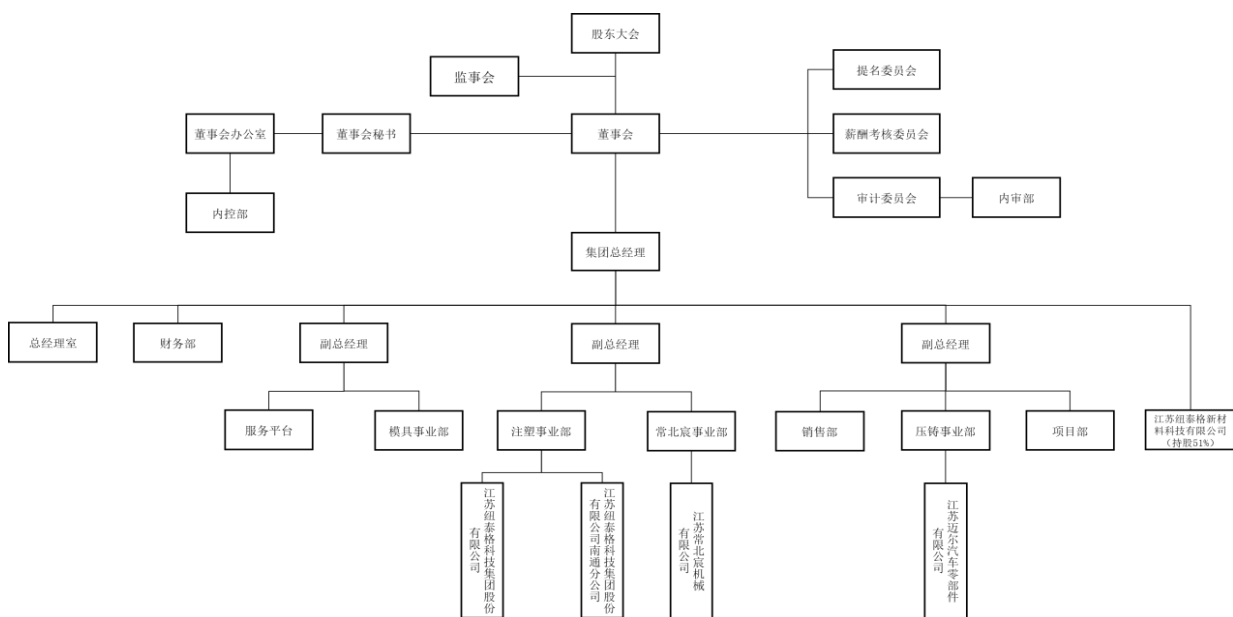 股东大会
监事会
提名委员会
董事会办公室
董事会秘书
董事会
薪酬考核委员会
内控部
审计委员会
内审部
集团总经理
总经理室
财务部
副总经理
副总经理
副总经理
服务平台
模具事业部
注塑事业部
常北宸事业部
销售部
压铸事业部
项目部
江苏纽泰格新材
料科技有限公司
（持股51%）
江苏纽泰格科技集团股份
有限公司
江苏纽泰格科技集团股份
有限公司南通分公司
江苏常北宸机械
有限公司
江苏迈尔汽车零部件
有限公司